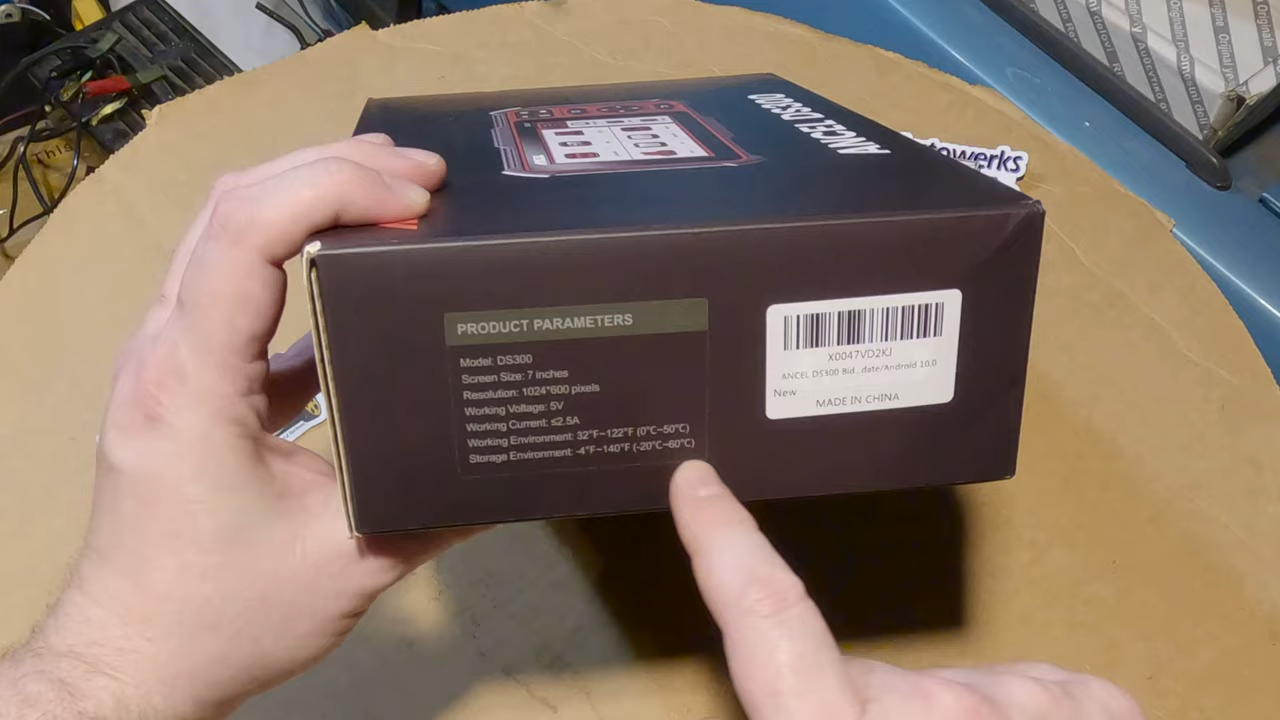 ANCEL DS300
towerks
This
PRODUCT PARAMETERS
Model: DS300
Screen Size: 7 inches
Resolution: 1024*600 pixels
Working Voltage: 5V
Working Current: ≤2.5A
Working Environment: 32°F~122°F (0℃~50℃)
Storage Environment: -4°F~140°F (-20℃~60℃)
X0047VD2KJ
ANCEL DS300 Bid...date/Android 10.0
New
MADE IN CHINA